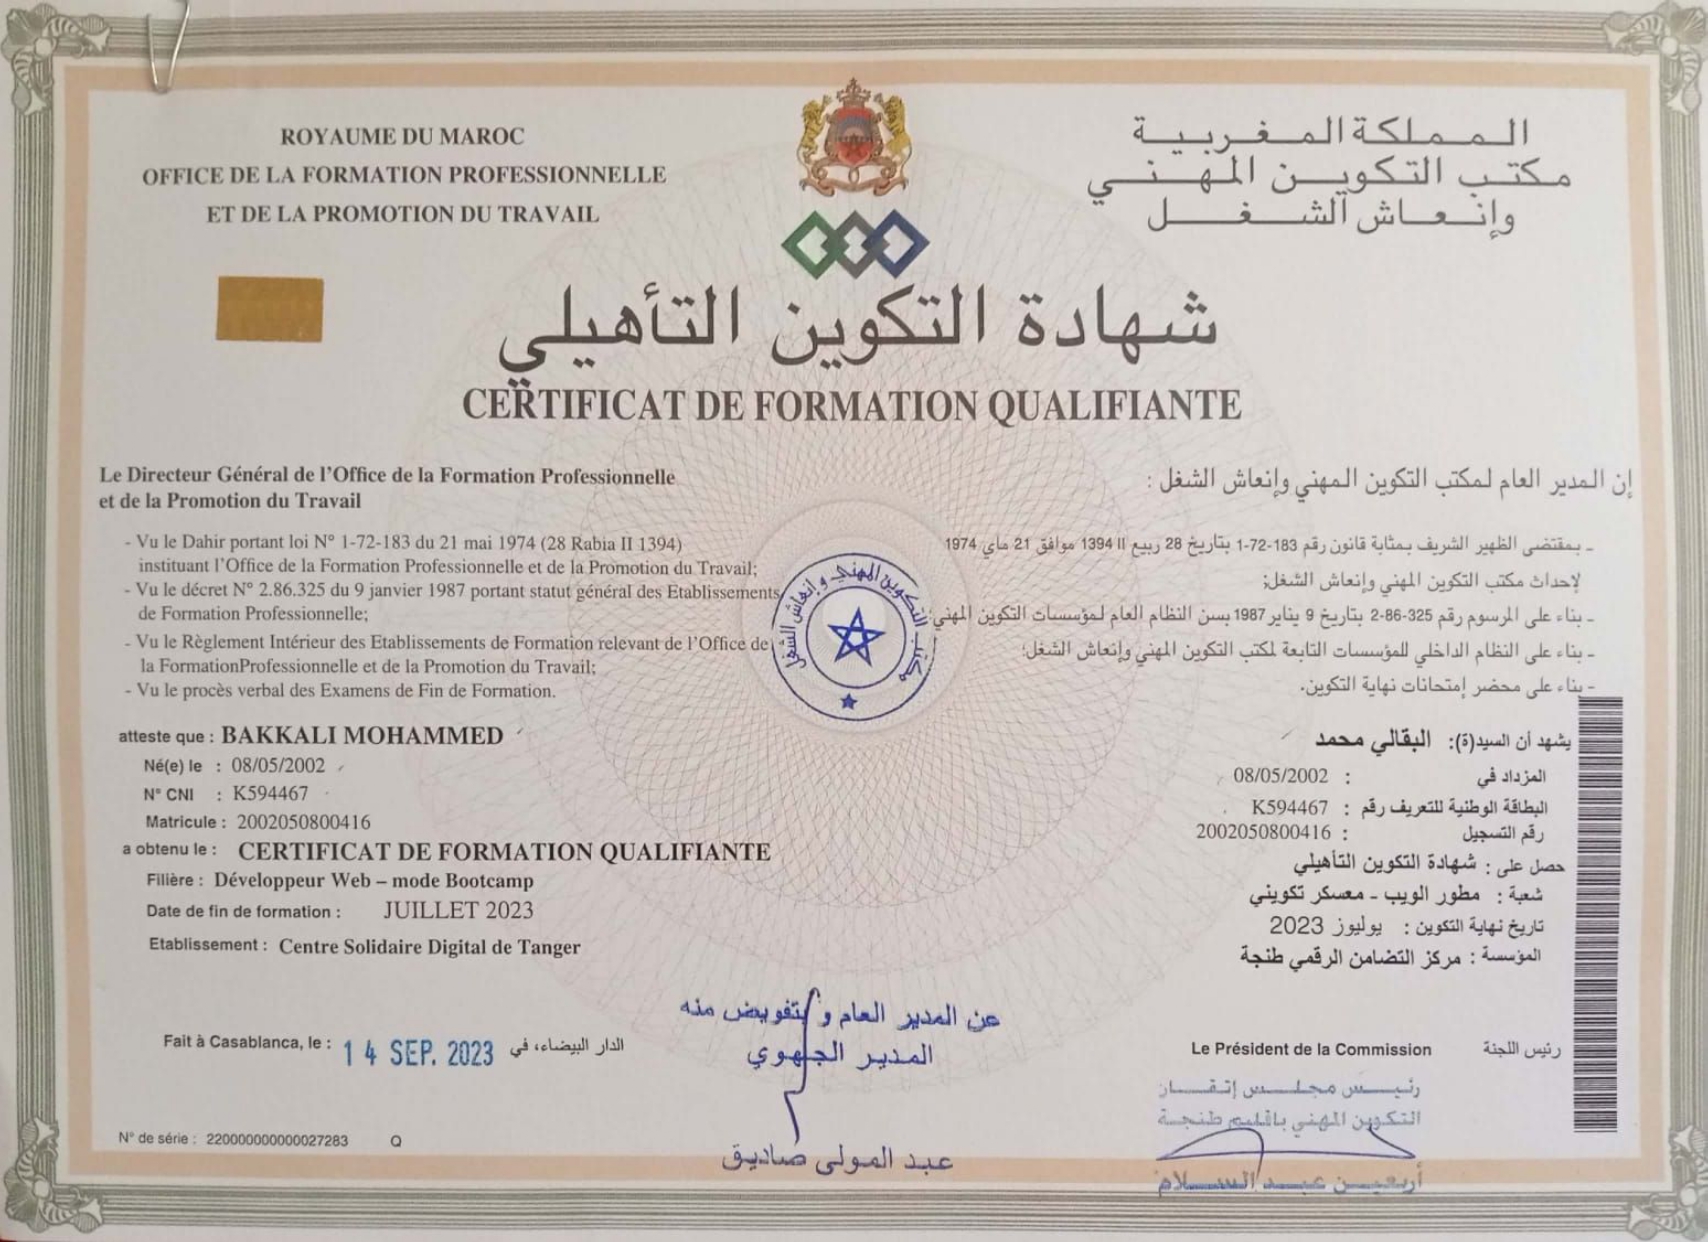 ROYAUME DU MAROC
OFFICE DE LA FORMATION PROFESSIONNELLE
ET DE LA PROMOTION DU TRAVAIL
المملكة المغربية
مكتب التكوين المهني
وإنعاش الشغل
شهادة التكوين التأهيلي
CERTIFICAT DE FORMATION QUALIFIANTE
Le Directeur Général de l'Office de la Formation Professionnelle
et de la Promotion du Travail
- Vu le Dahir portant loi N° 1-72-183 du 21 mai 1974 (28 Rabia II 1394)
instituant l'Office de la Formation Professionnelle et de la Promotion du Travail;
- Vu le décret N° 2.86.325 du 9 janvier 1987 portant statut général des Etablissements
de Formation Professionnelle;
- Vu le Règlement Intérieur des Etablissements de Formation relevant de l'Office de
la FormationProfessionnelle et de la Promotion du Travail;
- Vu le procès verbal des Examens de Fin de Formation.
إن المدير العام لمكتب التكوين المهني وإنعاش الشغل :
ـ بمقتضى الظهير الشريف بمثابة قانون رقم 183-72-1 بتاريخ 28 ربيع II 1394 موافق 21 ماي 1974
لإحداث مكتب التكوين المهني وإنعاش الشغل;
ـ بناء على المرسوم رقم 325-86-2 بتاريخ 9 يناير 1987 بسن النظام العام لمؤسسات التكوين المهني;
ـ بناء على النظام الداخلي للمؤسسات التابعة لمكتب التكوين المهني وإنعاش الشغل;
ـ بناء على محضر إمتحانات نهاية التكوين.
مكتب التكوين المهني و إنعاش الشغل
atteste que : BAKKALI MOHAMMED
Né(e) le : 08/05/2002
N° CNI : K594467
Matricule : 2002050800416
a obtenu le : CERTIFICAT DE FORMATION QUALIFIANTE
Filière : Développeur Web – mode Bootcamp
Date de fin de formation : JUILLET 2023
Etablissement : Centre Solidaire Digital de Tanger
يشهد أن السيد(ة): البقالي محمد
المزداد في : 08/05/2002
البطاقة الوطنية للتعريف رقم : K594467
رقم التسجيل : 2002050800416
حصل على : شهادة التكوين التأهيلي
شعبة : مطور الويب - معسكر تكويني
تاريخ نهاية التكوين : يوليوز 2023
المؤسسة : مركز التضامن الرقمي طنجة
Fait à Casablanca, le : 14 SEP. 2023 الدار البيضاء، في
عن المدير العام و بتفويض منه
المدير الجهوي
عبد المولى صاديق
Le Président de la Commission رئيس اللجنة
رئيس مجلس إتقان
التكوين المهني باقليم طنجة
أربعين عبد السلام
N° de série : 220000000000027283 Q